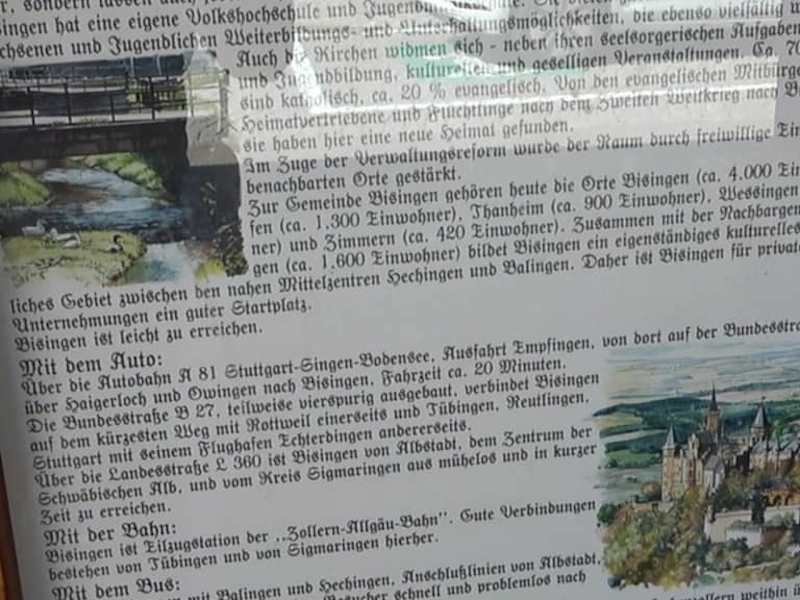 singen hat eine eigene Volkshochschule und Jugend
chsenen und Jugendlichen Weiterbildungs- und Unterhaltungsmöglichkeiten, die ebenso vielfältig
Auch die Kirchen widmen sich - neben ihren seelsorgerischen Aufgaben
und Jugendbildung, kulturellen und geselligen Veranstaltungen. Ca. 70
sind katholisch, ca. 20 % evangelisch. Von den evangelischen Mitbürge
Heimatvertriebene und Flüchtlinge nach dem Zweiten Weltkrieg nach
sie haben hier eine neue Heimat gefunden.
Im Zuge der Verwaltungsreform wurde der Raum durch freiwillige Ein
benachbarten Orte gestärkt.
Zur Gemeinde Bisingen gehören heute die Orte Bisingen (ca. 4.000 Ein
fen (ca. 1.300 Einwohner), Thanheim (ca. 900 Einwohner), Wessingen
ner) und Zimmern (ca. 420 Einwohner). Zusammen mit der Nachbargem
gen (ca. 1.600 Einwohner) bildet Bisingen ein eigenständiges kulturelles
liches Gebiet zwischen den nahen Mittelzentren Hechingen und Balingen. Daher ist Bisingen für private
Unternehmungen ein guter Startplatz.
Bisingen ist leicht zu erreichen.
Mit dem Auto:
Über die Autobahn A 81 Stuttgart-Singen-Bodensee, Ausfahrt Empfingen, von dort auf der Bundesstra
über Haigerloch und Owingen nach Bisingen. Fahrzeit ca. 20 Minuten.
Die Bundesstraße B 27, teilweise vierspurig ausgebaut, verbindet Bisingen
auf dem kürzesten Weg mit Rottweil einerseits und Tübingen, Reutlingen,
Stuttgart mit seinem Flughafen Echterdingen andererseits.
Über die Landesstraße L 360 ist Bisingen von Albstadt, dem Zentrum der
Schwäbischen Alb, und vom Kreis Sigmaringen aus mühelos und in kurzer
Zeit zu erreichen.
Mit der Bahn:
Bisingen ist Eilzugstation der „Zollern-Allgäu-Bahn". Gute Verbindungen
bestehen von Tübingen und von Sigmaringen hierher.
Mit dem Bus:
mit Balingen und Hechingen, Anschlußlinien von Albstadt,
Besucher schnell und problemlos nach
zollern weithin